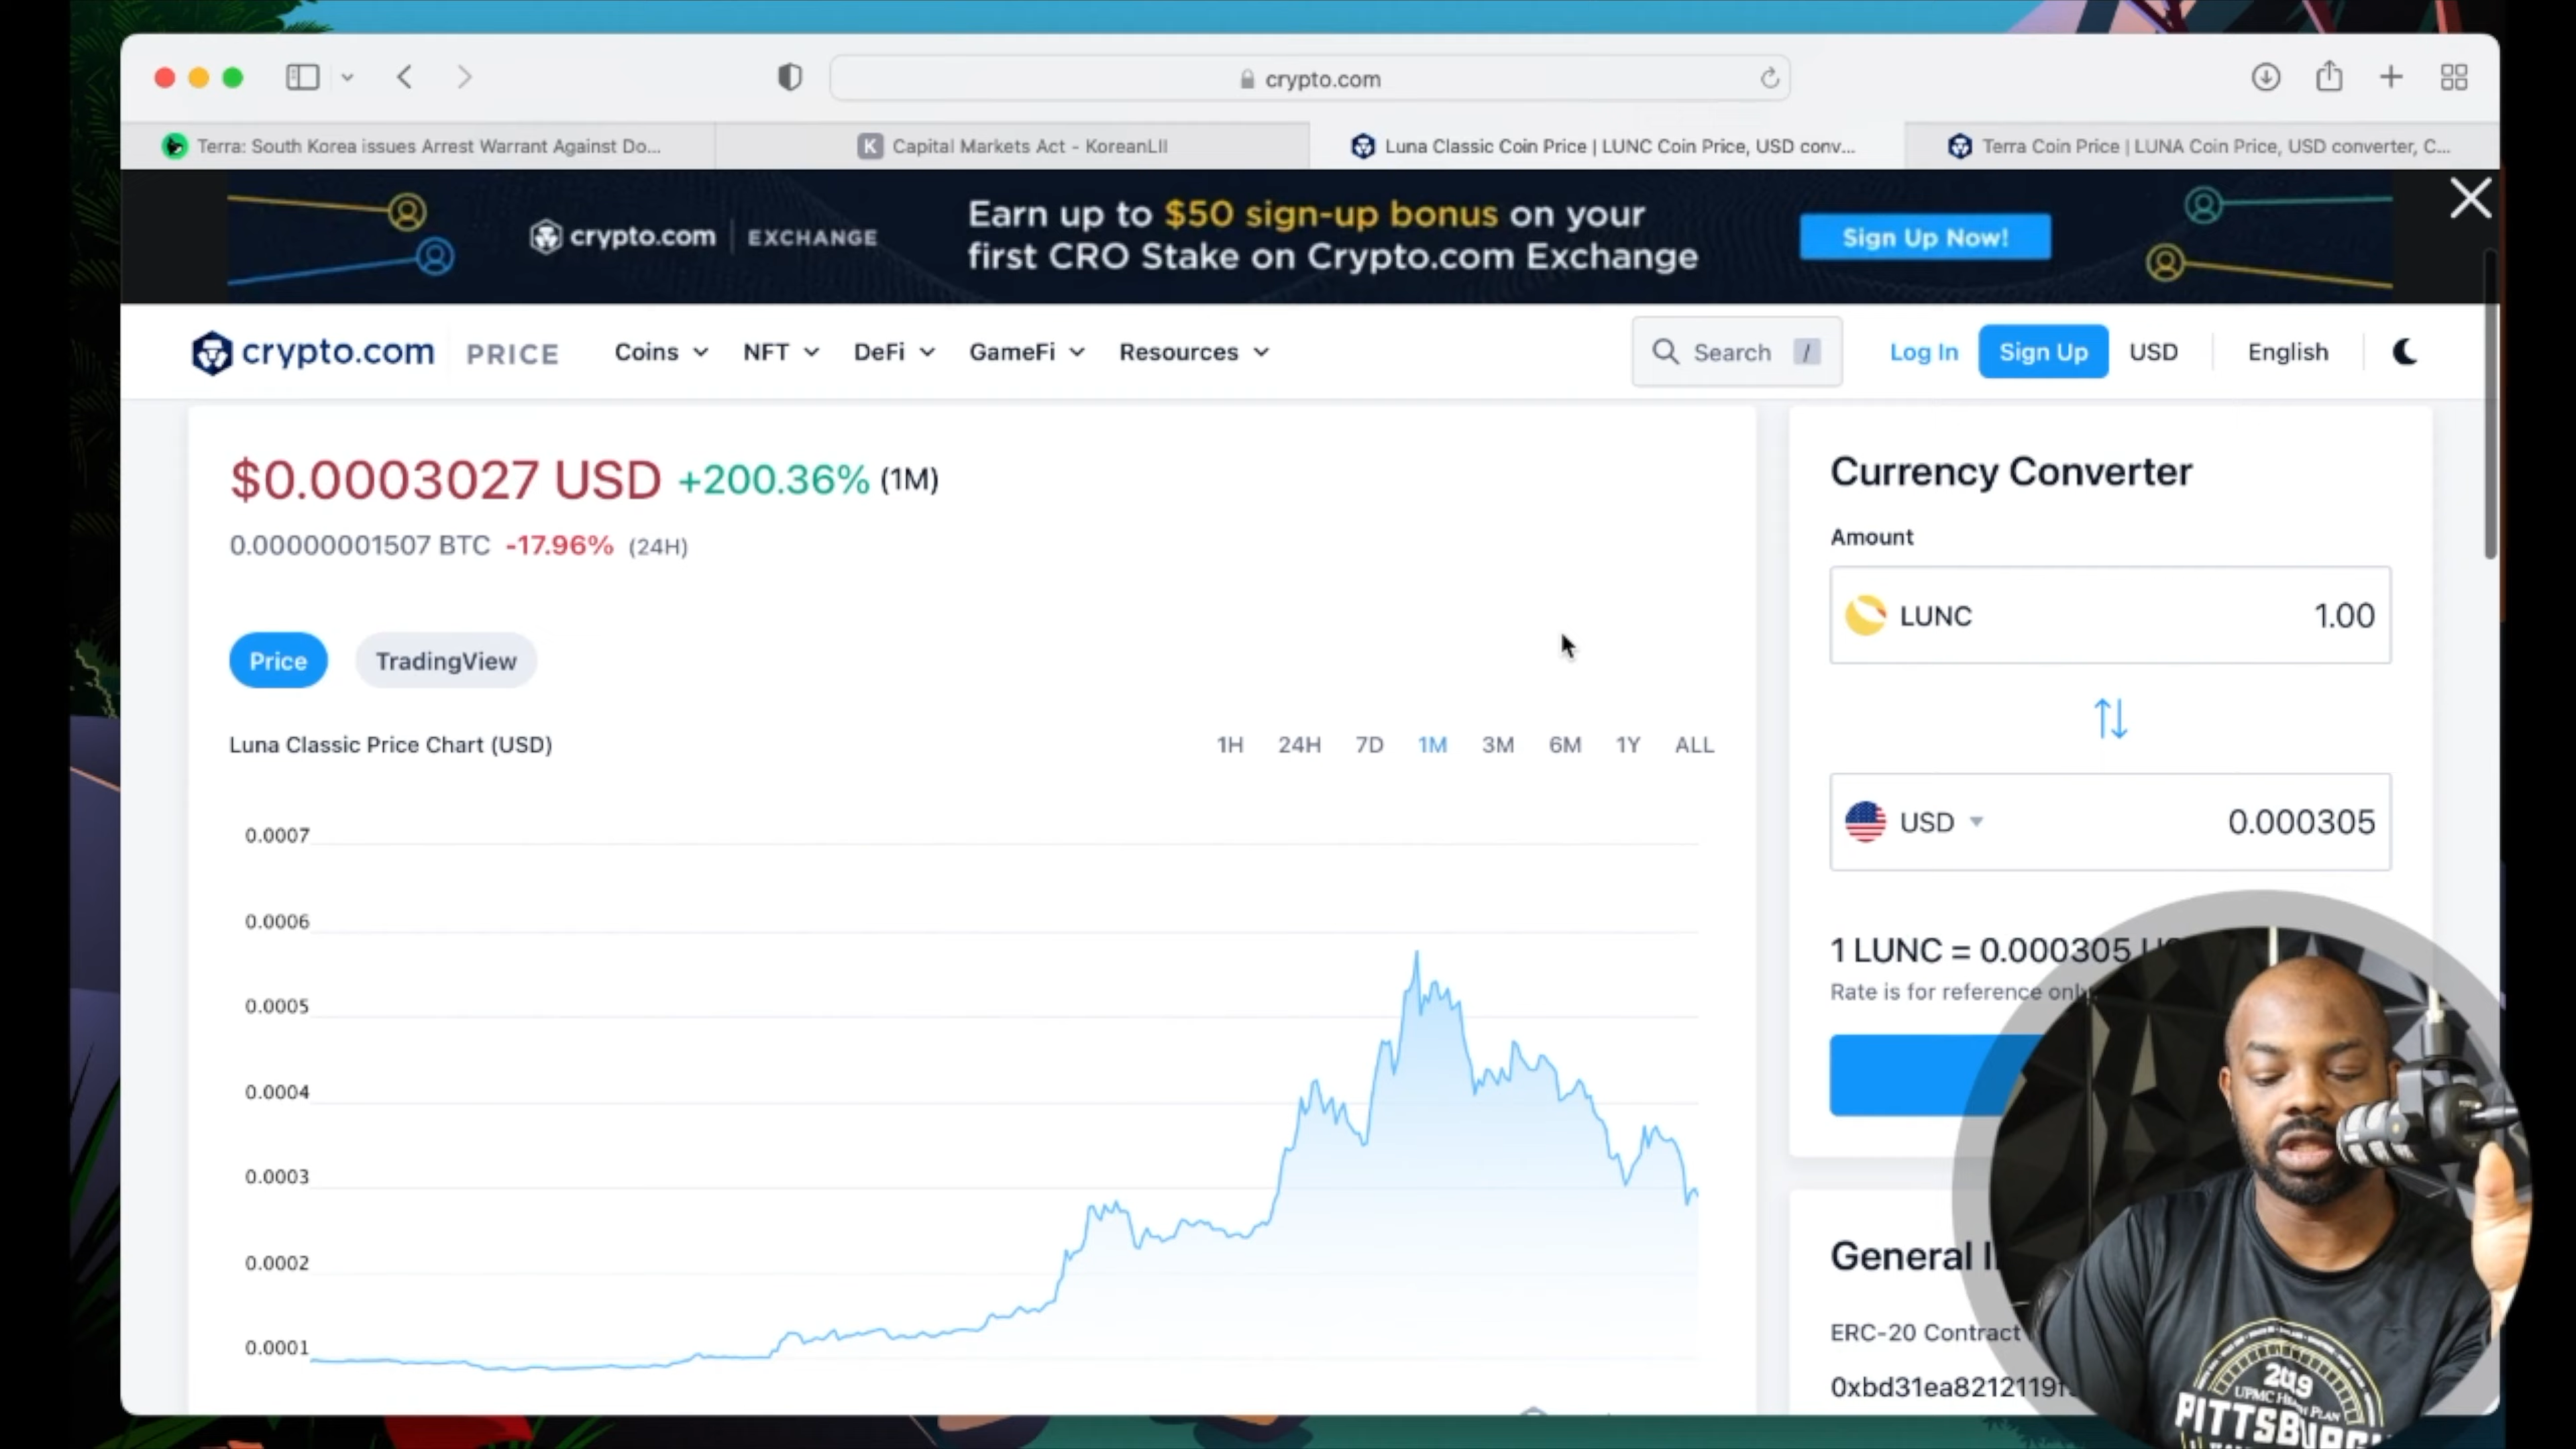 crypto.com
Terra: South Korea issues Arrest Warrant Against Do...
K Capital Markets Act - KoreanLII
Luna Classic Coin Price | LUNC Coin Price, USD conv...
Terra Coin Price | LUNA Coin Price, USD converter, C...
crypto.com | EXCHANGE
Earn up to $50 sign-up bonus on your
first CRO Stake on Crypto.com Exchange
Sign Up Now!
crypto.com PRICE Coins NFT DeFi GameFi Resources Search / Log In Sign Up USD English
$0.0003027 USD +200.36% (1M)
0.00000001507 BTC -17.96% (24H)
Price TradingView
Luna Classic Price Chart (USD)
1H 24H 7D 1M 3M 6M 1Y ALL
0.0007
0.0006
0.0005
0.0004
0.0003
0.0002
0.0001
Currency Converter
Amount
LUNC 1.00
USD 0.000305
1 LUNC = 0.000305
Rate is for reference only
General
ERC-20 Contract
0xbd31ea8212119f
2019
UPMC HEALTH PLAN
PITTSBURGH